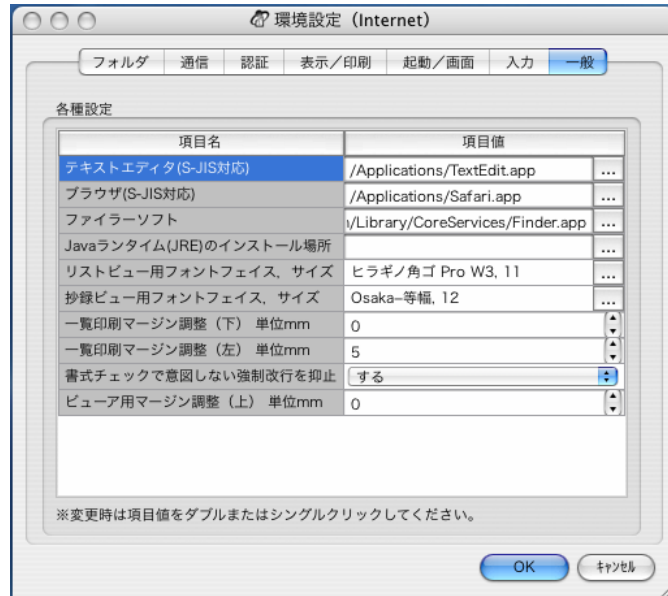 環境設定（Internet）
フォルダ 通信 認証 表示／印刷 起動／画面 入力 一般
各種設定
項目名 項目値
テキストエディタ(S-JIS対応) /Applications/TextEdit.app ...
ブラウザ(S-JIS対応) /Applications/Safari.app ...
ファイラーソフト /Library/CoreServices/Finder.app ...
Javaランタイム(JRE)のインストール場所 ...
リストビュー用フォントフェイス，サイズ ヒラギノ角ゴ Pro W3, 11 ...
抄録ビュー用フォントフェイス，サイズ Osaka−等幅, 12 ...
一覧印刷マージン調整（下） 単位mm 0
一覧印刷マージン調整（左） 単位mm 5
書式チェックで意図しない強制改行を抑止 する
ビューア用マージン調整（上） 単位mm 0
※変更時は項目値をダブルまたはシングルクリックしてください。
OK ｷｬﾝｾﾙ